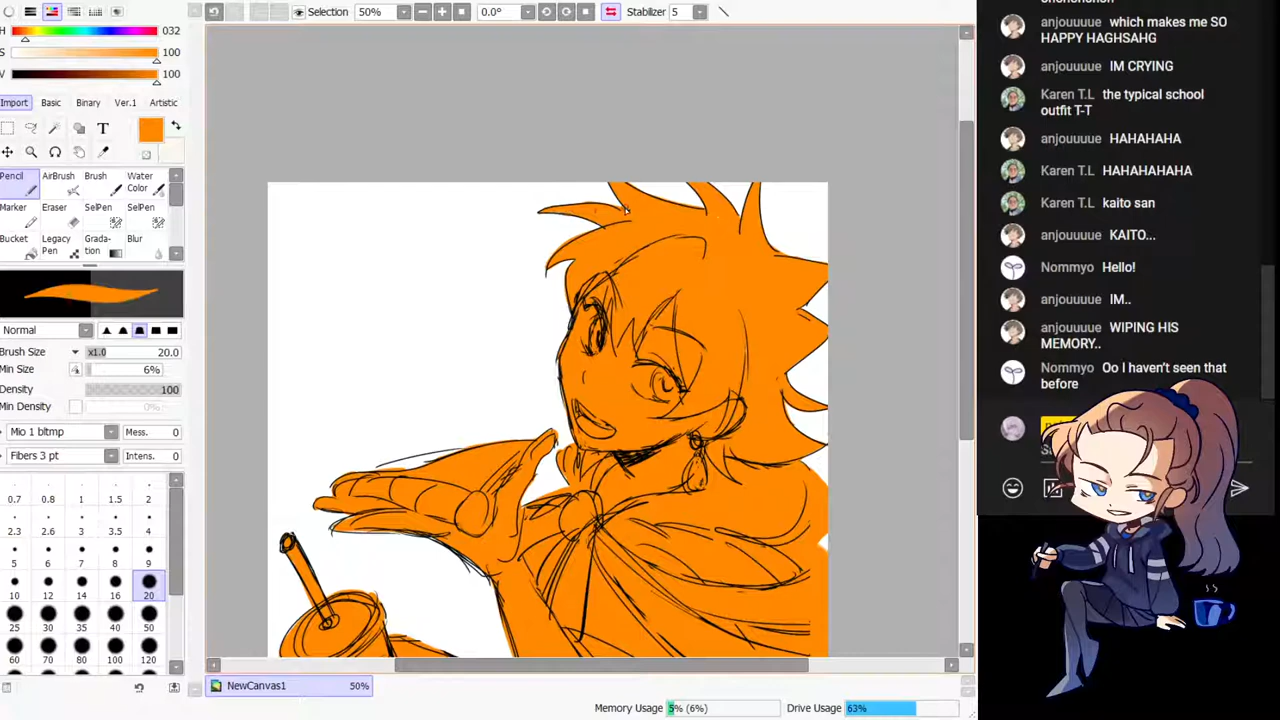 Selection 50% 0.0° Stabilizer 5
H 032
S 100
V 100
Import Basic Binary Ver.1 Artistic
T
Pencil AirBrush Brush Water Color
Marker Eraser SelPen SelPen
Bucket Legacy Pen Grada-tion Blur
Normal
Brush Size x1.0 20.0
Min Size 6%
Density 100
Min Density 0%
Mio 1 bltmp Mess. 0
Fibers 3 pt Intens. 0
0.7 0.8 1 1.5 2
2.3 2.6 3 3.5 4
5 6 7 8 9
10 12 14 16 20
25 30 35 40 50
60 70 80 100 120
NewCanvas1 50%
Memory Usage 5% (6%) Drive Usage 63%
anjouuuue which makes me SO
HAPPY HAGHSAHG
anjouuuue IM CRYING
Karen T.L the typical school
outfit T-T
anjouuuue HAHAHAHA
Karen T.L HAHAHAHAHA
Karen T.L kaito san
anjouuuue KAITO...
Nommyo Hello!
anjouuuue IM..
anjouuuue WIPING HIS
MEMORY..
Nommyo Oo I haven't seen that
before